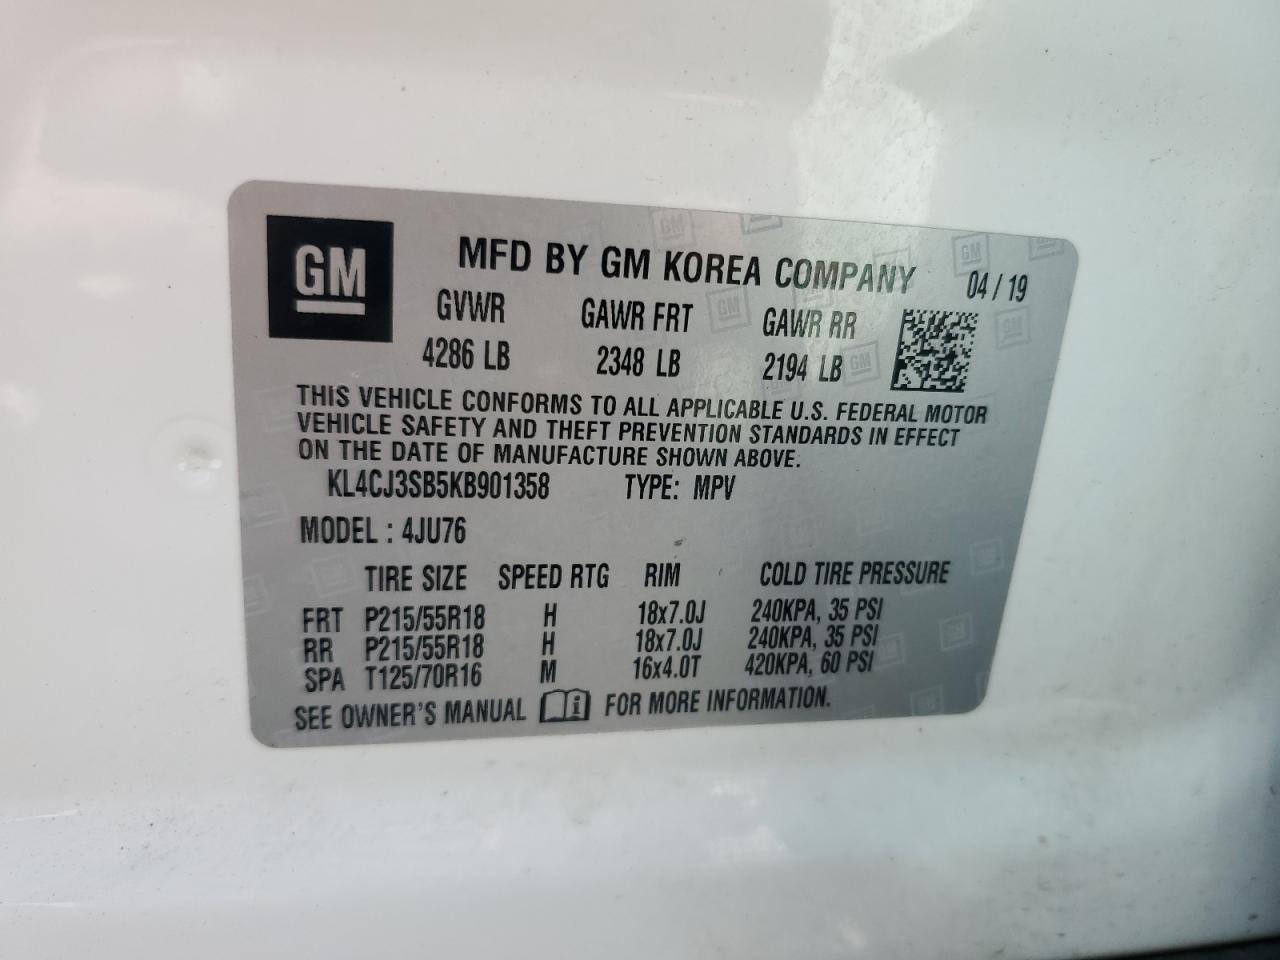 GM
MFD BY GM KOREA COMPANY 04 / 19
GVWR GAWR FRT GAWR RR
4286 LB 2348 LB 2194 LB
THIS VEHICLE CONFORMS TO ALL APPLICABLE U.S. FEDERAL MOTOR
VEHICLE SAFETY AND THEFT PREVENTION STANDARDS IN EFFECT
ON THE DATE OF MANUFACTURE SHOWN ABOVE.
KL4CJ3SB5KB901358 TYPE: MPV
MODEL : 4JU76
TIRE SIZE SPEED RTG RIM COLD TIRE PRESSURE
FRT P215/55R18 H 18x7.0J 240KPA, 35 PSI
RR P215/55R18 H 18x7.0J 240KPA, 35 PSI
SPA T125/70R16 M 16x4.0T 420KPA, 60 PSI
SEE OWNER'S MANUAL i FOR MORE INFORMATION.